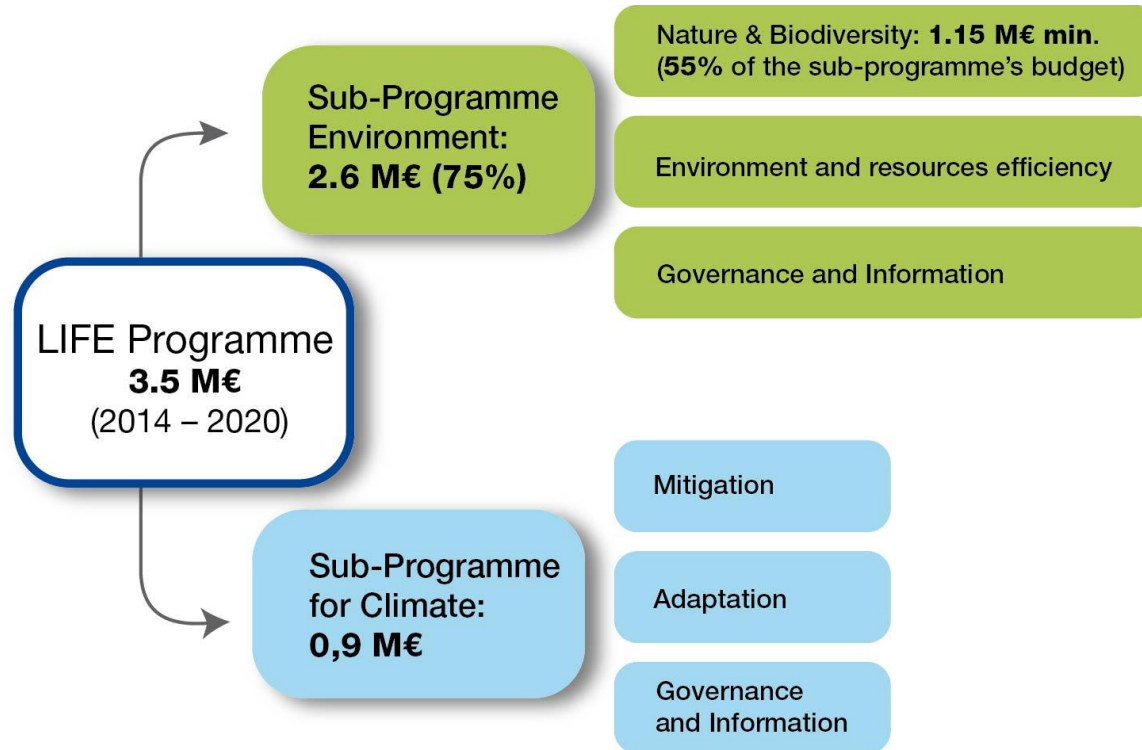 LIFE Programme
3.5 M€
(2014 – 2020)
Sub-Programme
Environment:
2.6 M€ (75%)
Nature & Biodiversity: 1.15 M€ min.
(55% of the sub-programme’s budget)
Environment and resources efficiency
Governance and Information
Sub-Programme
for Climate:
0,9 M€
Mitigation
Adaptation
Governance
and Information